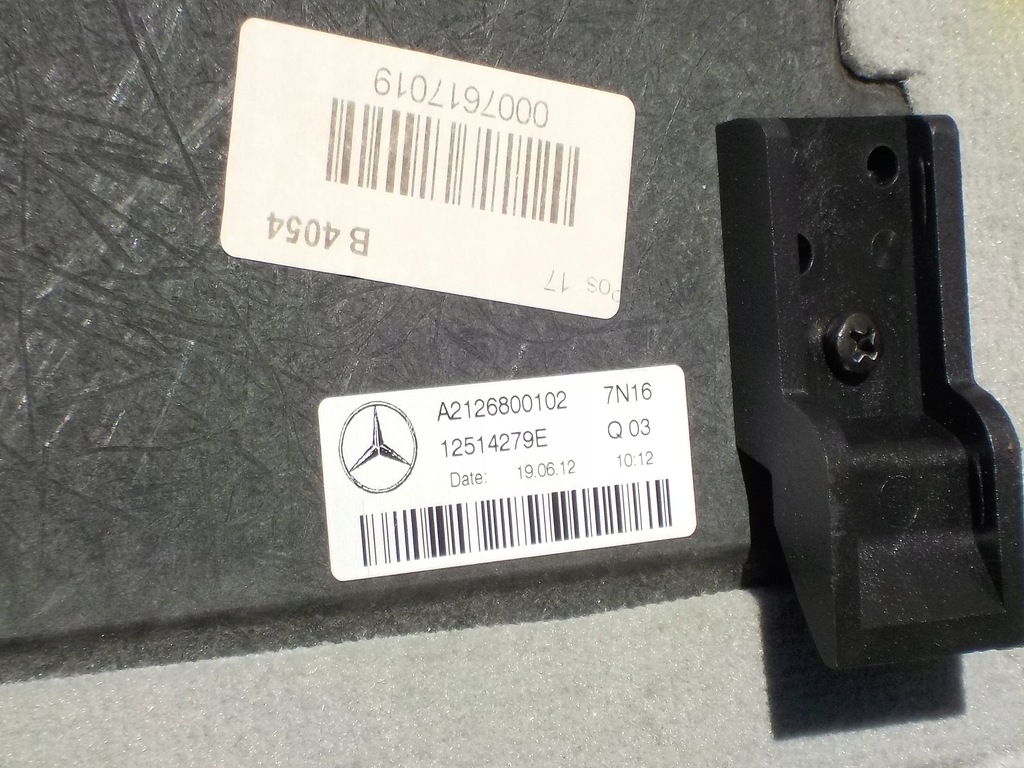 Pos 17
B 4054
0007617019
A2126800102 7N16
12514279E Q 03
Date: 19.06.12 10:12